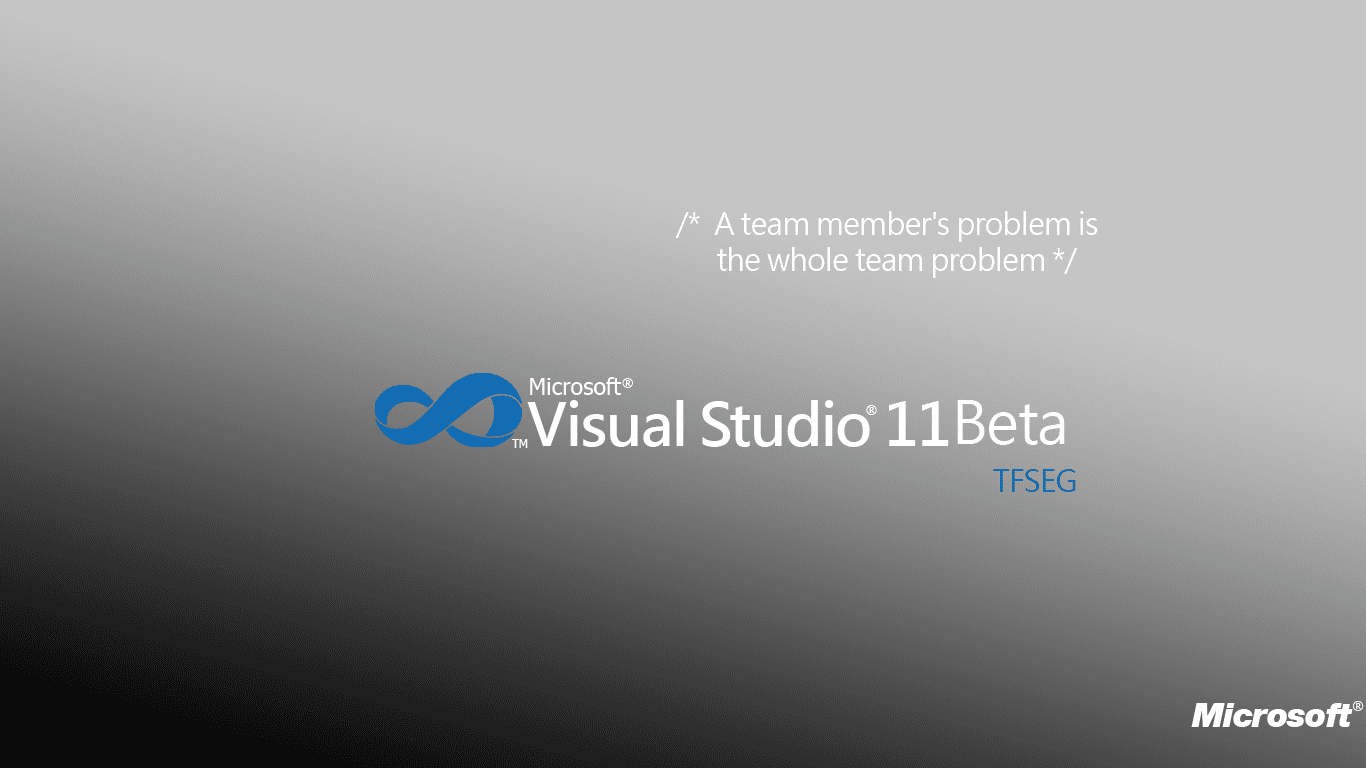 /* A team member's problem is
the whole team problem */
Microsoft®
Visual Studio® 11 Beta
TM
TFSEG
Microsoft®